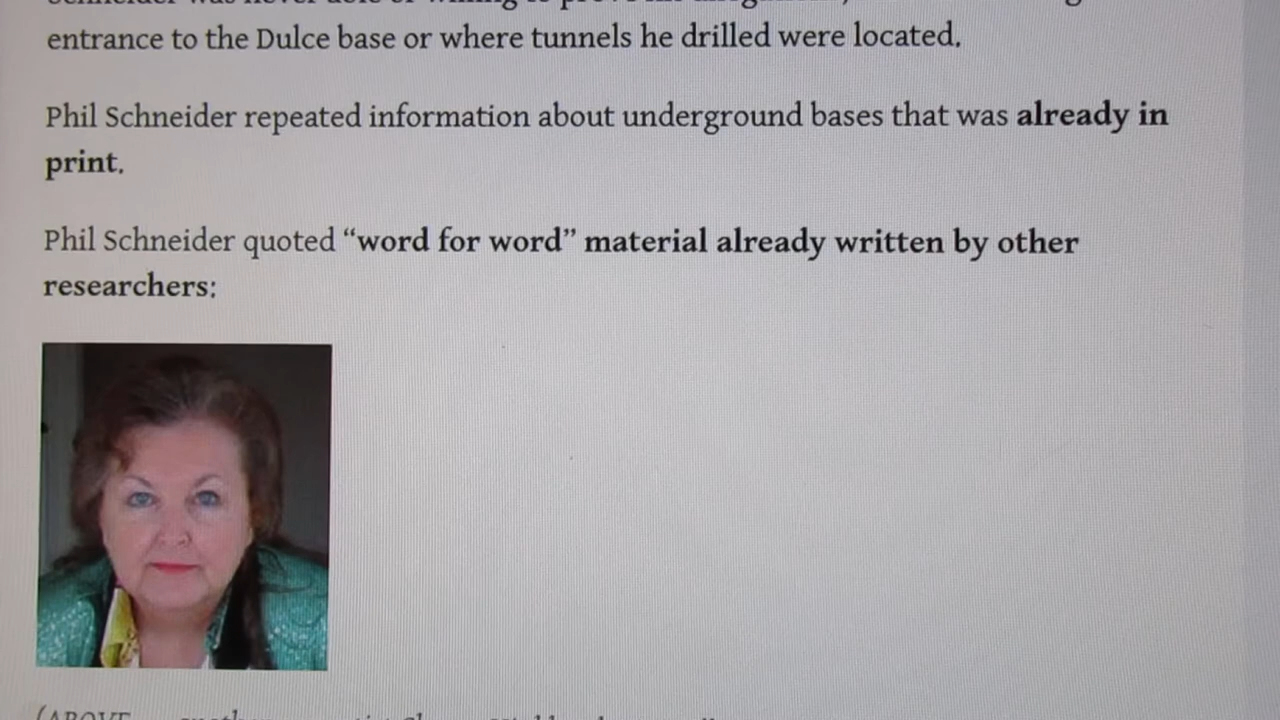 entrance to the Dulce base or where tunnels he drilled were located.
Phil Schneider repeated information about underground bases that was already in
print.
Phil Schneider quoted “word for word” material already written by other
researchers:
(ABOVE